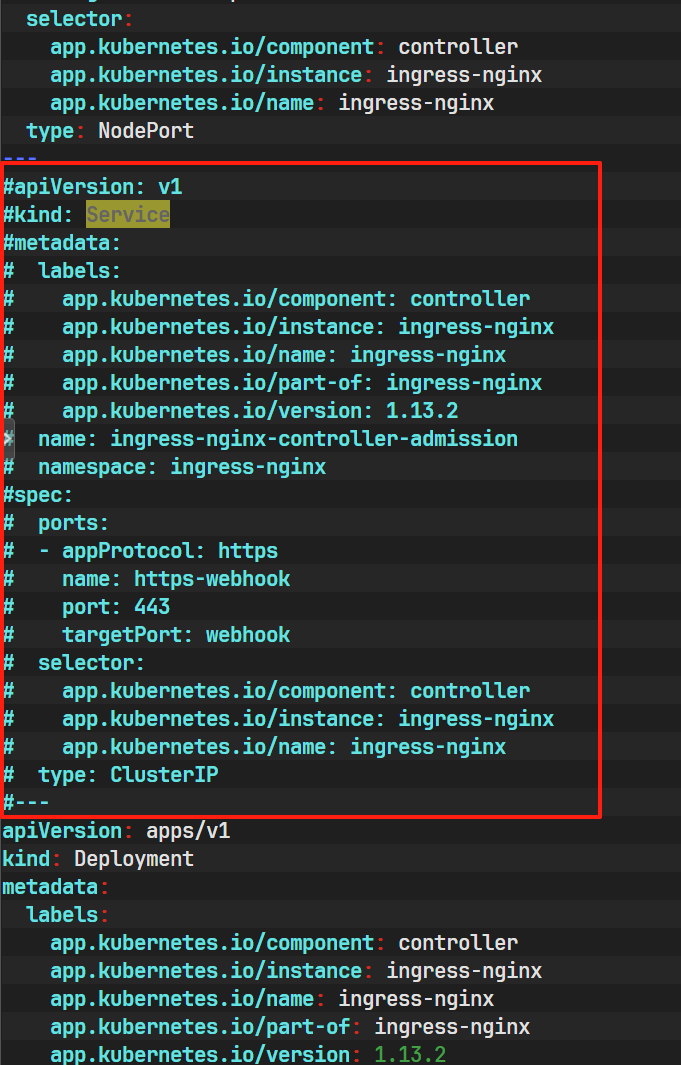 selector:
    app.kubernetes.io/component: controller
    app.kubernetes.io/instance: ingress-nginx
    app.kubernetes.io/name: ingress-nginx
  type: NodePort
---
#apiVersion: v1
#kind: Service
#metadata:
#  labels:
#    app.kubernetes.io/component: controller
#    app.kubernetes.io/instance: ingress-nginx
#    app.kubernetes.io/name: ingress-nginx
#    app.kubernetes.io/part-of: ingress-nginx
#    app.kubernetes.io/version: 1.13.2
#  name: ingress-nginx-controller-admission
#  namespace: ingress-nginx
#spec:
#  ports:
#  - appProtocol: https
#    name: https-webhook
#    port: 443
#    targetPort: webhook
#  selector:
#    app.kubernetes.io/component: controller
#    app.kubernetes.io/instance: ingress-nginx
#    app.kubernetes.io/name: ingress-nginx
#  type: ClusterIP
#---
apiVersion: apps/v1
kind: Deployment
metadata:
  labels:
    app.kubernetes.io/component: controller
    app.kubernetes.io/instance: ingress-nginx
    app.kubernetes.io/name: ingress-nginx
    app.kubernetes.io/part-of: ingress-nginx
    app.kubernetes.io/version: 1.13.2